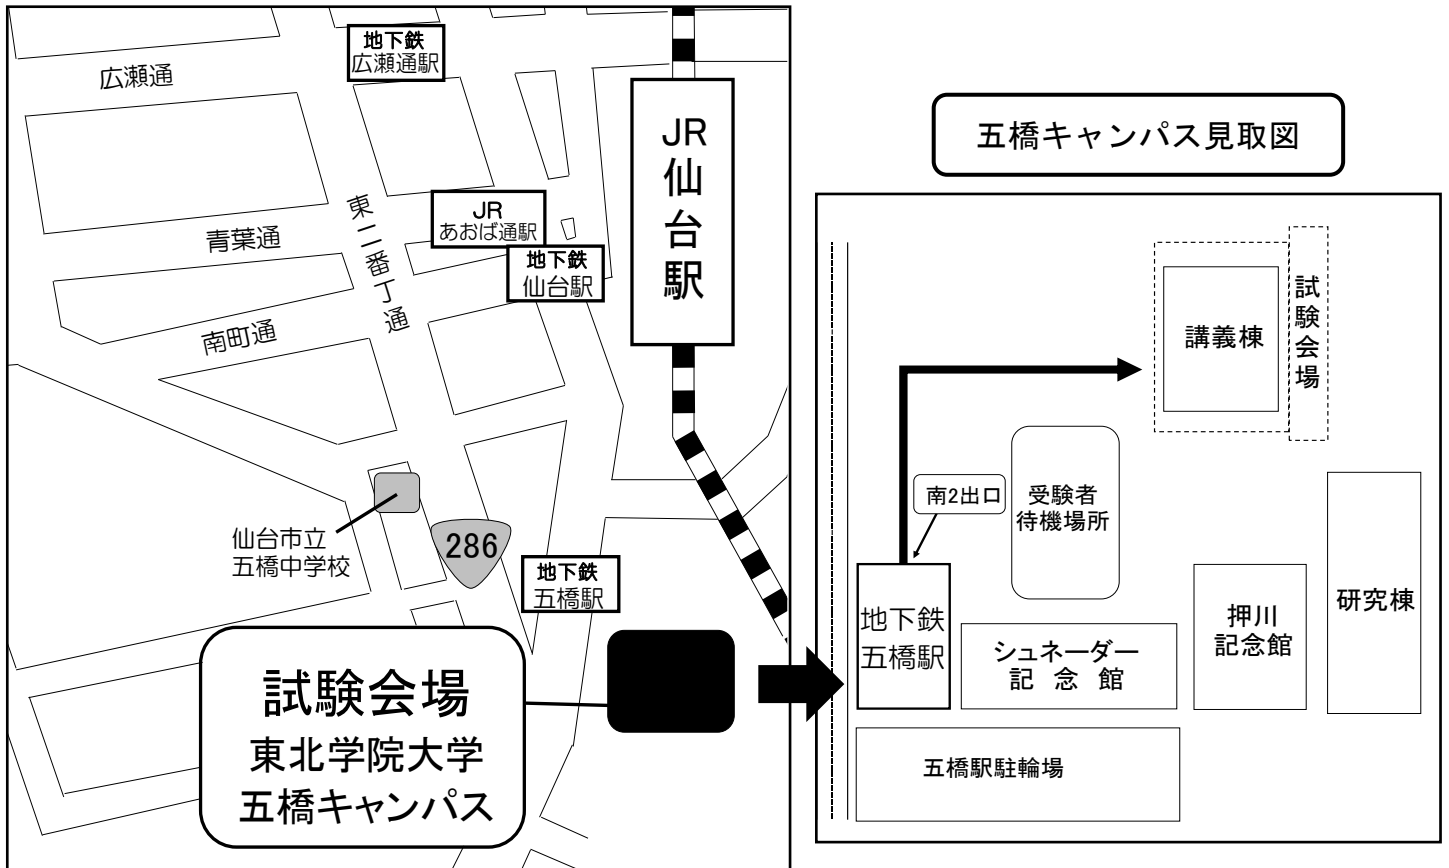 地下鉄
広瀬通駅
広瀬通
JR
仙
台
駅
東二番丁通
JR
あおば通駅
青葉通
地下鉄
仙台駅
南町通
仙台市立
五橋中学校
286
地下鉄
五橋駅
試験会場
東北学院大学
五橋キャンパス
五橋キャンパス見取図
試験会場
講義棟
南2出口
受験者
待機場所
地下鉄
五橋駅
シュネーダー
記 念 館
押川
記念館
研究棟
五橋駅駐輪場